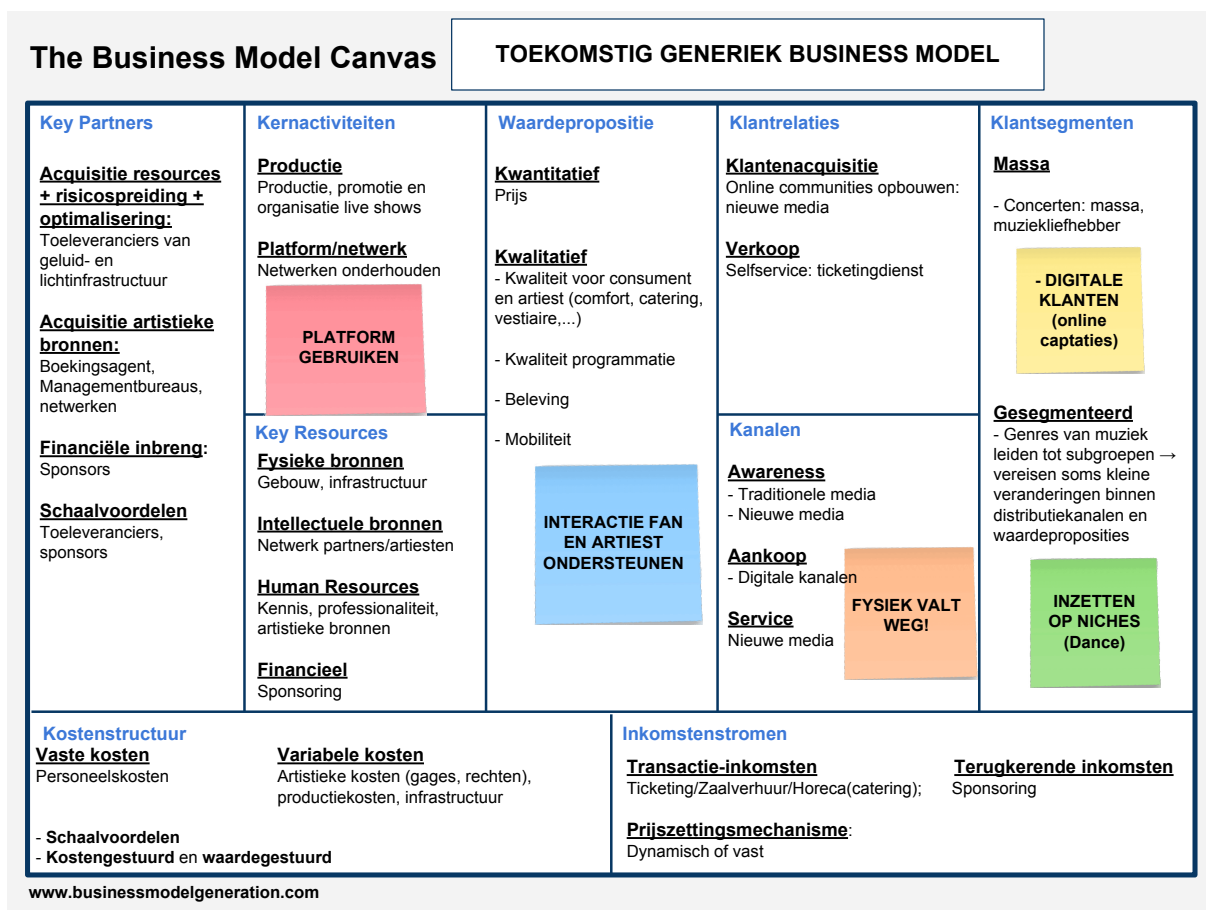 The Business Model Canvas
TOEKOMSTIG GENERIEK BUSINESS MODEL
Key Partners
Acquisitie resources
+ risicospreiding +
optimalisering:
Toeleveranciers van
geluid- en
lichtinfrastructuur
Acquisitie artistieke
bronnen:
Boekingsagent,
Managementbureaus,
netwerken
Financiële inbreng:
Sponsors
Schaalvoordelen
Toeleveranciers,
sponsors
Kernactiviteiten
Productie
Productie, promotie en
organisatie live shows
Platform/netwerk
Netwerken onderhouden
PLATFORM
GEBRUIKEN
Key Resources
Fysieke bronnen
Gebouw, infrastructuur
Intellectuele bronnen
Netwerk partners/artiesten
Human Resources
Kennis, professionaliteit,
artistieke bronnen
Financieel
Sponsoring
Waardepropositie
Kwantitatief
Prijs
Kwalitatief
- Kwaliteit voor consument
en artiest (comfort, catering,
vestiaire,...)
- Kwaliteit programmatie
- Beleving
- Mobiliteit
INTERACTIE FAN
EN ARTIEST
ONDERSTEUNEN
Klantrelaties
Klantenacquisitie
Online communities opbouwen:
nieuwe media
Verkoop
Selfservice: ticketingdienst
Kanalen
Awareness
- Traditionele media
- Nieuwe media
Aankoop
- Digitale kanalen
Service
Nieuwe media
FYSIEK VALT
WEG!
Klantsegmenten
Massa
- Concerten: massa,
muziekliefhebber
- DIGITALE
KLANTEN
(online
captaties)
Gesegmenteerd
- Genres van muziek
leiden tot subgroepen →
vereisen soms kleine
veranderingen binnen
distributiekanalen en
waardeproposities
INZETTEN
OP NICHES
(Dance)
Kostenstructuur
Vaste kosten
Personeelskosten
Variabele kosten
Artistieke kosten (gages, rechten),
productiekosten, infrastructuur
- Schaalvoordelen
- Kostengestuurd en waardegestuurd
Inkomstenstromen
Transactie-inkomsten
Ticketing/Zaalverhuur/Horeca(catering);
Terugkerende inkomsten
Sponsoring
Prijszettingsmechanisme:
Dynamisch of vast
www.businessmodelgeneration.com